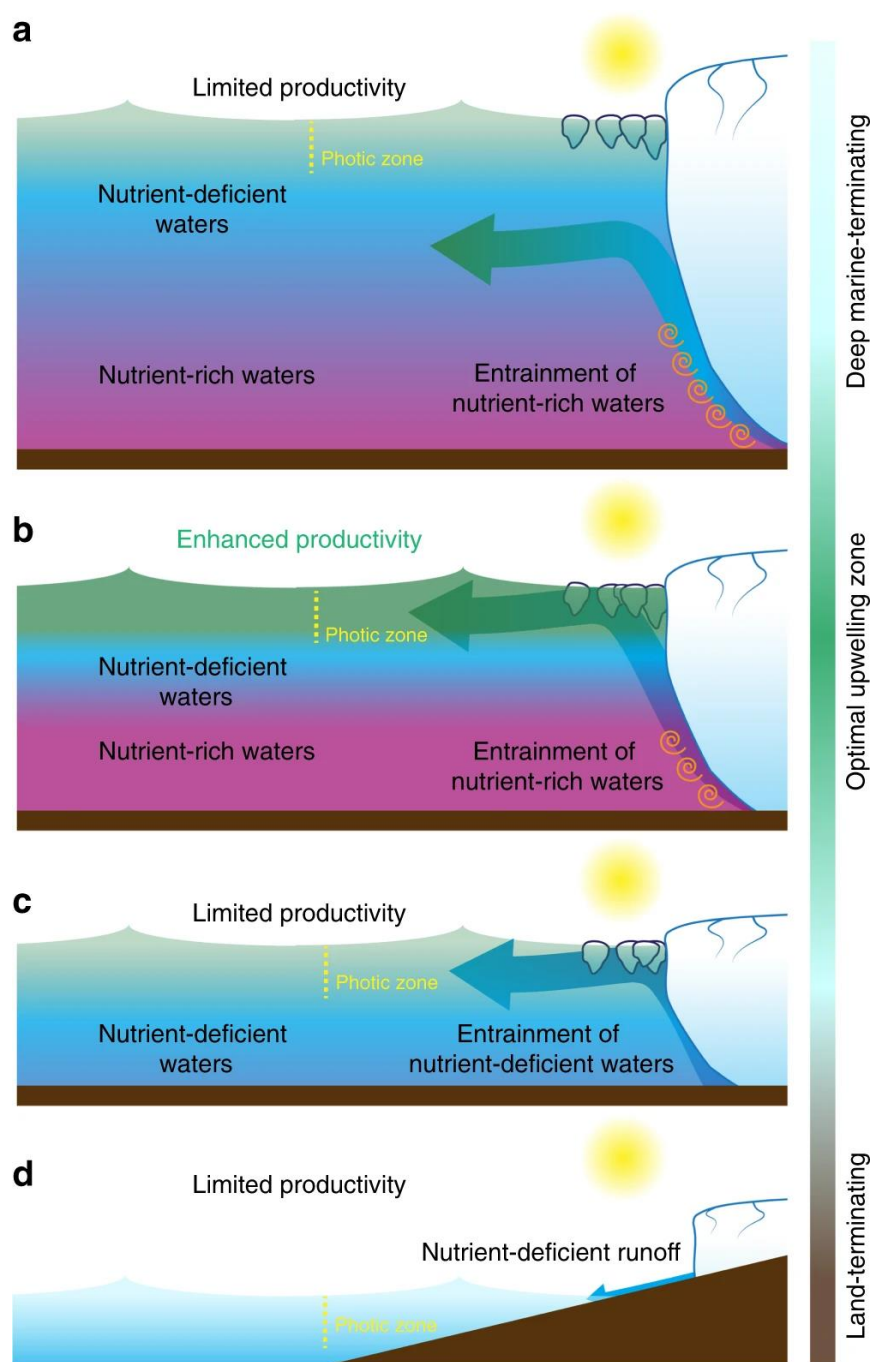 a
Limited productivity
Photic zone
Nutrient-deficient
waters
Nutrient-rich waters
Entrainment of
nutrient-rich waters
b
Enhanced productivity
Photic zone
Nutrient-deficient
waters
Nutrient-rich waters
Entrainment of
nutrient-rich waters
c
Limited productivity
Photic zone
Nutrient-deficient
waters
Entrainment of
nutrient-deficient waters
d
Limited productivity
Nutrient-deficient runoff
Photic zone
Deep marine-terminating
Optimal upwelling zone
Land-terminating